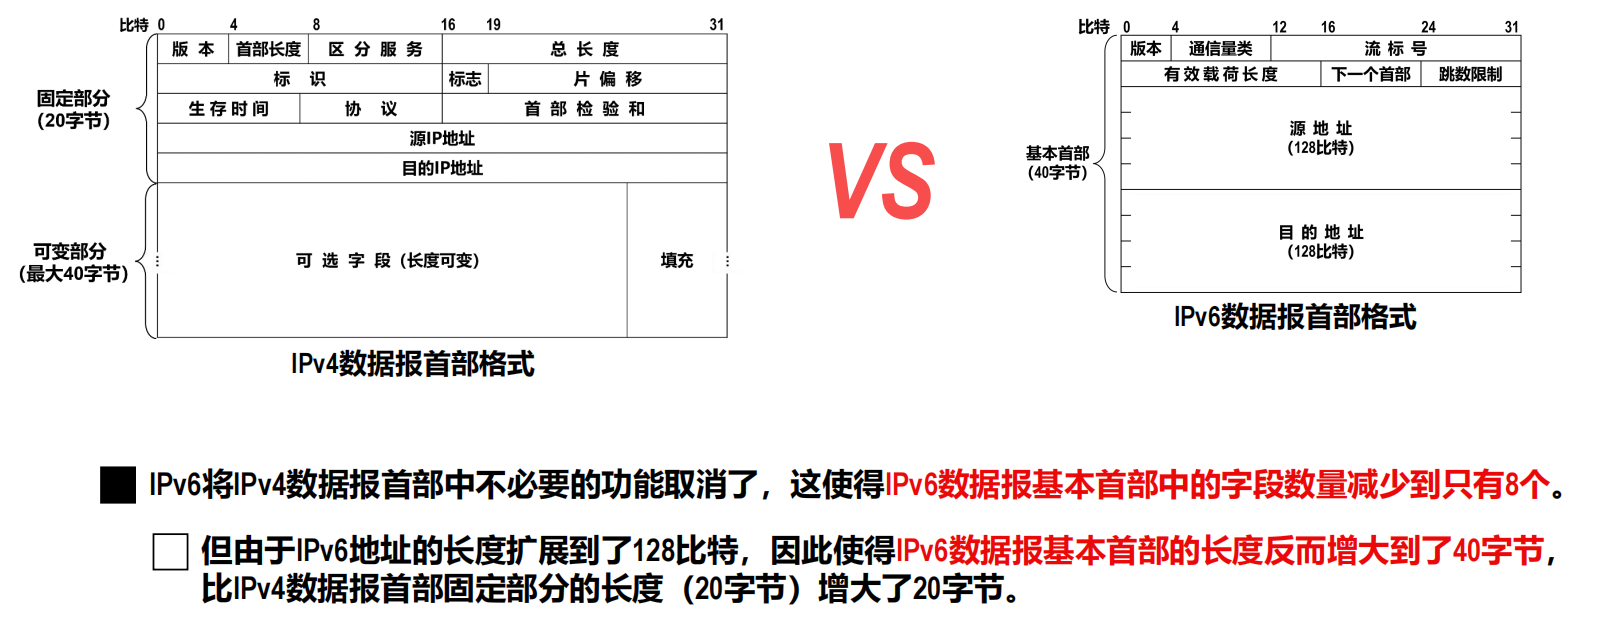 比特 0 4 8 16 19 31
版 本 首部长度 区 分 服 务 总 长 度
标 识 标志 片 偏 移
生 存 时 间 协 议 首 部 检 验 和
源IP地址
目的IP地址
固定部分
(20字节)
可变部分
(最大40字节)
可 选 字 段 (长度可变) 填充
IPv4数据报首部格式
VS
比特 0 4 12 16 24 31
版本 通信量类 流 标 号
有 效 载 荷 长 度 下一个首部 跳数限制
源 地 址
(128比特)
基本首部
(40字节)
目 的 地 址
(128比特)
IPv6数据报首部格式
IPv6将IPv4数据报首部中不必要的功能取消了，这使得IPv6数据报基本首部中的字段数量减少到只有8个。
但由于IPv6地址的长度扩展到了128比特，因此使得IPv6数据报基本首部的长度反而增大到了40字节，
比IPv4数据报首部固定部分的长度（20字节）增大了20字节。